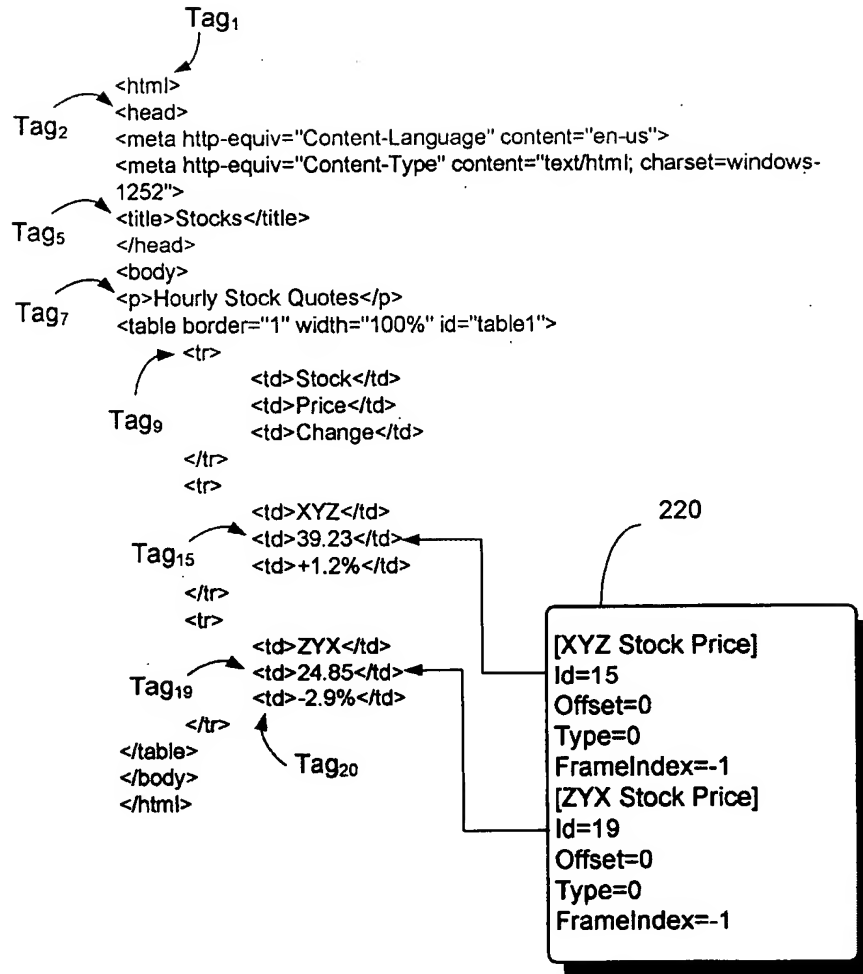 Tag₁
<html>
<head>
Tag₂
<meta http-equiv="Content-Language" content="en-us">
<meta http-equiv="Content-Type" content="text/html; charset=windows-
1252">
<title>Stocks</title>
Tag₅
</head>
<body>
<p>Hourly Stock Quotes</p>
Tag₇
<table border="1" width="100%" id="table1">
<tr>
<td>Stock</td>
<td>Price</td>
Tag₉
<td>Change</td>
</tr>
<tr>
<td>XYZ</td>
220
<td>39.23</td>
Tag₁₅
<td>+1.2%</td>
</tr>
<tr>
<td>ZYX</td>
<td>24.85</td>
Tag₁₉
<td>-2.9%</td>
</tr>
</table>
Tag₂₀
</body>
</html>
[XYZ Stock Price]
Id=15
Offset=0
Type=0
FrameIndex=-1
[ZYX Stock Price]
Id=19
Offset=0
Type=0
FrameIndex=-1